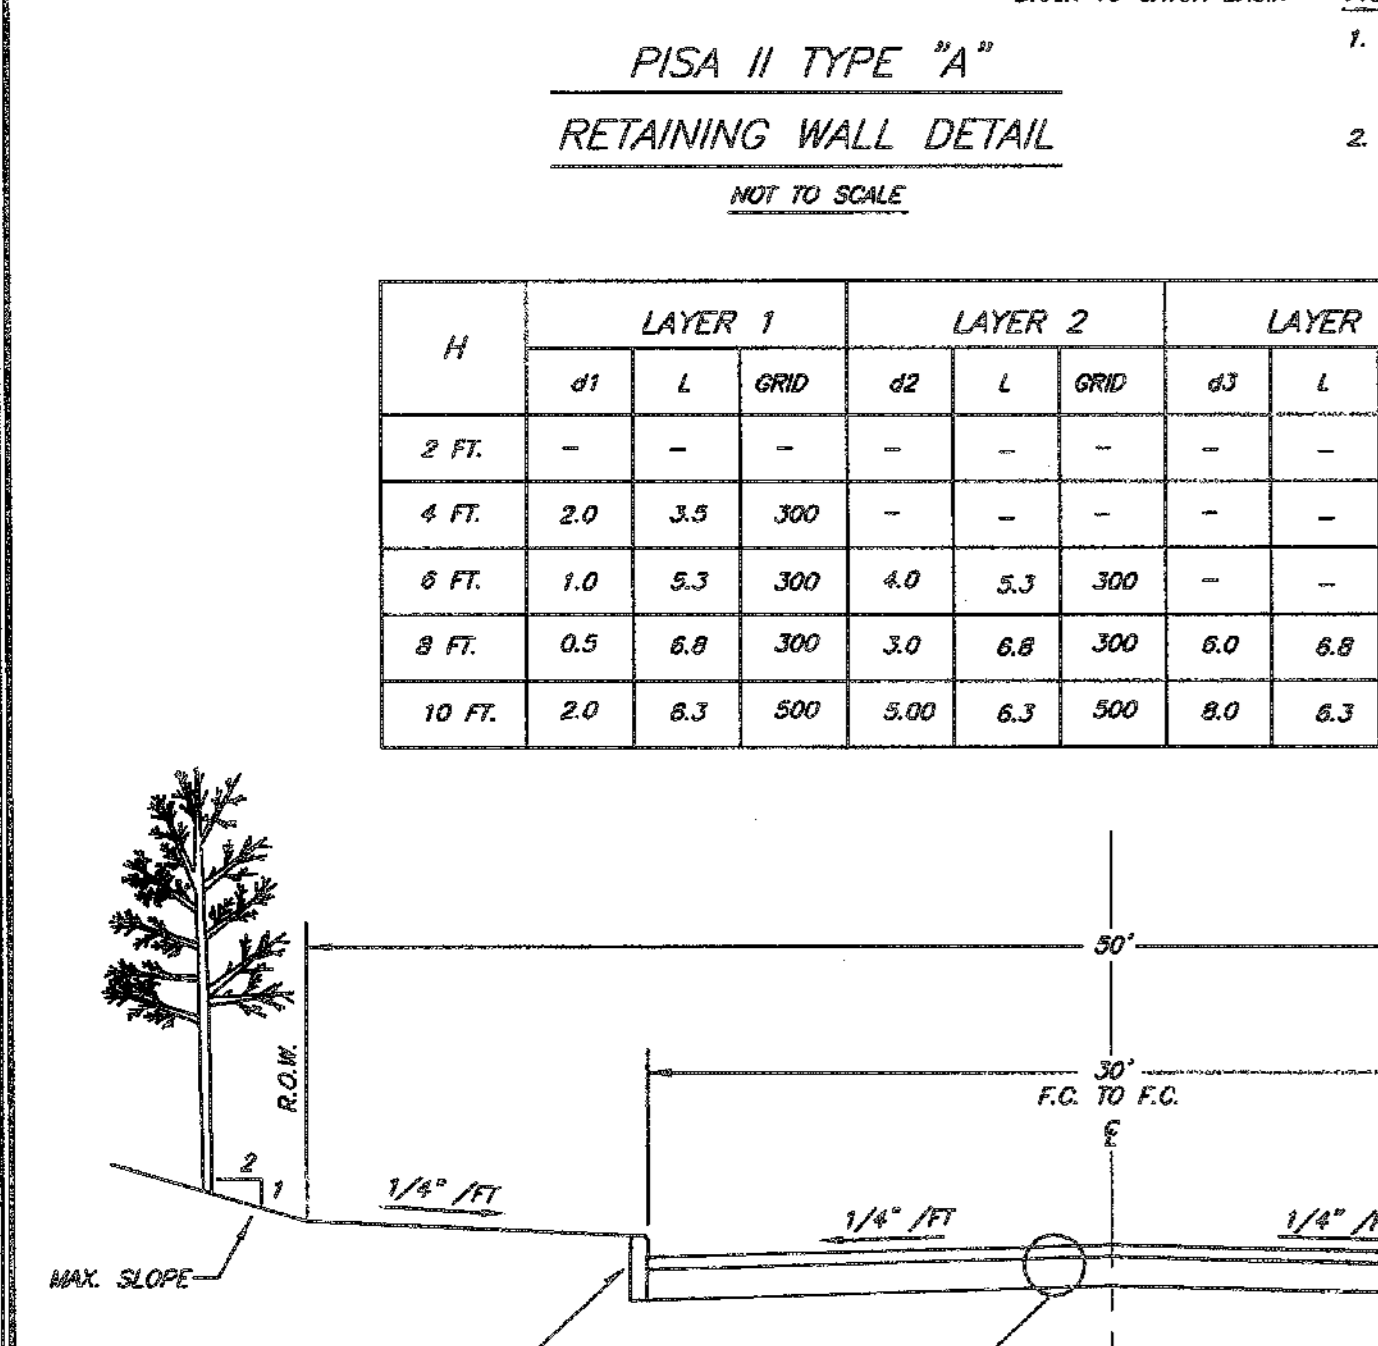 1.
PISA II TYPE "A"
RETAINING WALL DETAIL
2.
NOT TO SCALE
H LAYER 1 LAYER 2 LAYER
d1 L GRID d2 L GRID d3 L
2 FT. - - - - - - - -
4 FT. 2.0 3.5 300 - - - - -
6 FT. 1.0 5.3 300 4.0 5.3 300 - -
8 FT. 0.5 6.8 300 3.0 6.8 300 6.0 6.8
10 FT. 2.0 6.3 500 5.00 6.3 500 8.0 6.3
50'
R.O.W.
30'
F.C. TO F.C.
℄
2
1
1/4" /FT
1/4" /FT
1/4"
MAX. SLOPE